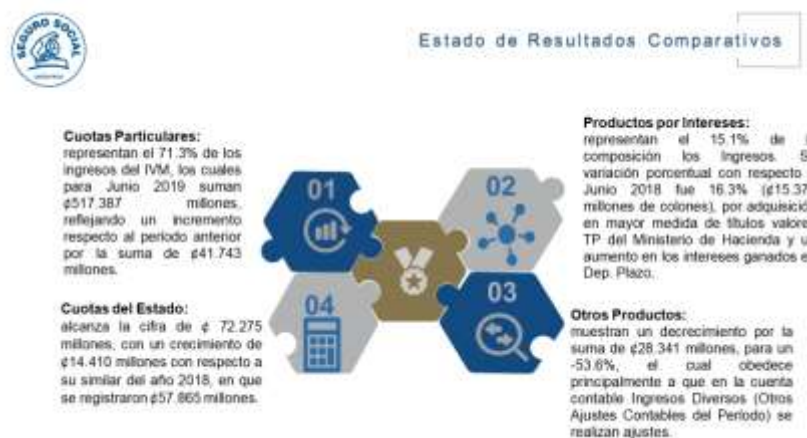 SEGURO SOCIAL
Estado de Resultados Comparativos
Cuotas Particulares:
representan el 71.3% de los
ingresos del IVM, los cuales
para Junio 2019 suman
¢517.387 millones,
reflejando un incremento
respecto al periodo anterior
por la suma de ¢41.743
millones.
01
02
Productos por Intereses:
representan el 15.1% de
composición los Ingresos.
variación porcentual con respecto
Junio 2018 fue 16.3% (¢15.37
millones de colones), por adquisició
en mayor medida de títulos valore
TP del Ministerio de Hacienda y u
aumento en los intereses ganados e
Dep. Plazo.
Cuotas del Estado:
alcanza la cifra de ¢ 72.275
millones, con un crecimiento de
¢14.410 millones con respecto a
su similar del año 2018, en que
se registraron ¢57.865 millones.
04
03
Otros Productos:
muestran un decrecimiento por la
suma de ¢28.341 millones, para un
-53.6%, el cual obedece
principalmente a que en la cuenta
contable Ingresos Diversos (Otros
Ajustes Contables del Periodo) se
realizan ajustes.